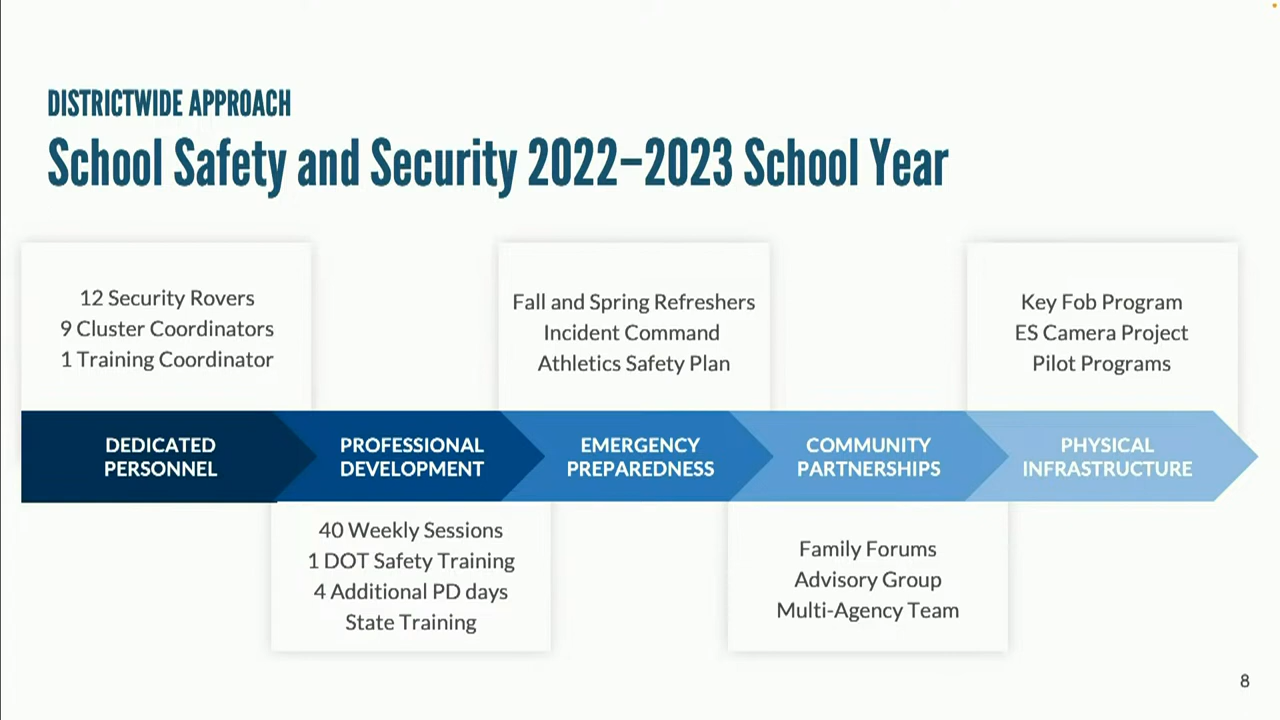 DISTRICTWIDE APPROACH
School Safety and Security 2022–2023 School Year
12 Security Rovers
9 Cluster Coordinators
1 Training Coordinator
Fall and Spring Refreshers
Incident Command
Athletics Safety Plan
Key Fob Program
ES Camera Project
Pilot Programs
DEDICATED
PERSONNEL
PROFESSIONAL
DEVELOPMENT
EMERGENCY
PREPAREDNESS
COMMUNITY
PARTNERSHIPS
PHYSICAL
INFRASTRUCTURE
40 Weekly Sessions
1 DOT Safety Training
4 Additional PD days
State Training
Family Forums
Advisory Group
Multi-Agency Team
8